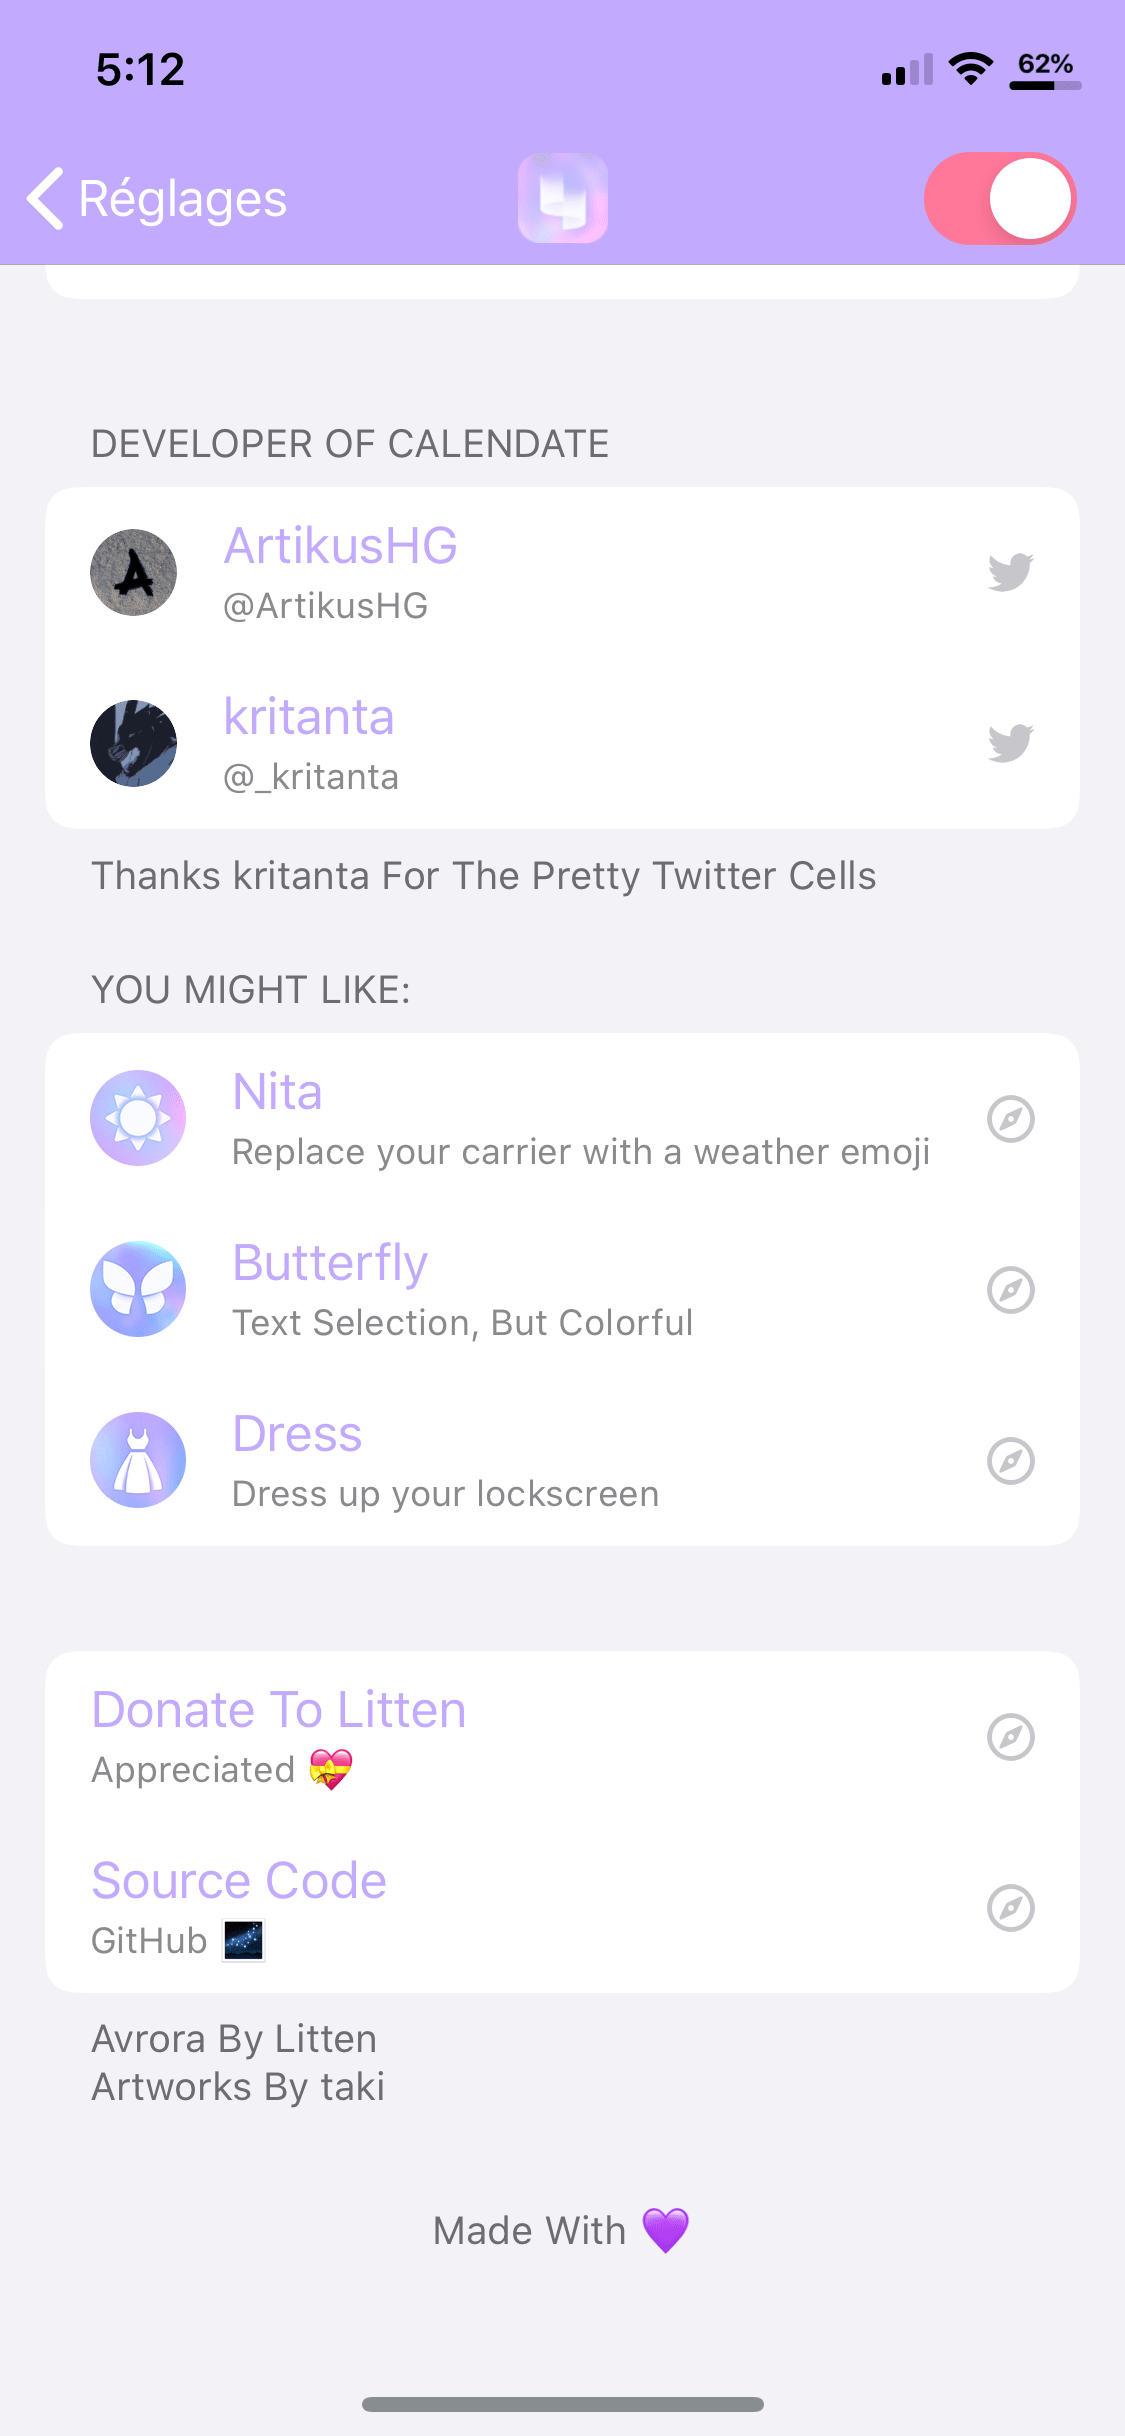 5:12
62%
Réglages
DEVELOPER OF CALENDATE
ArtikusHG
@ArtikusHG
kritanta
@_kritanta
Thanks kritanta For The Pretty Twitter Cells
YOU MIGHT LIKE:
Nita
Replace your carrier with a weather emoji
Butterfly
Text Selection, But Colorful
Dress
Dress up your lockscreen
Donate To Litten
Appreciated 💝
Source Code
GitHub 🌌
Avrora By Litten
Artworks By taki
Made With 💜